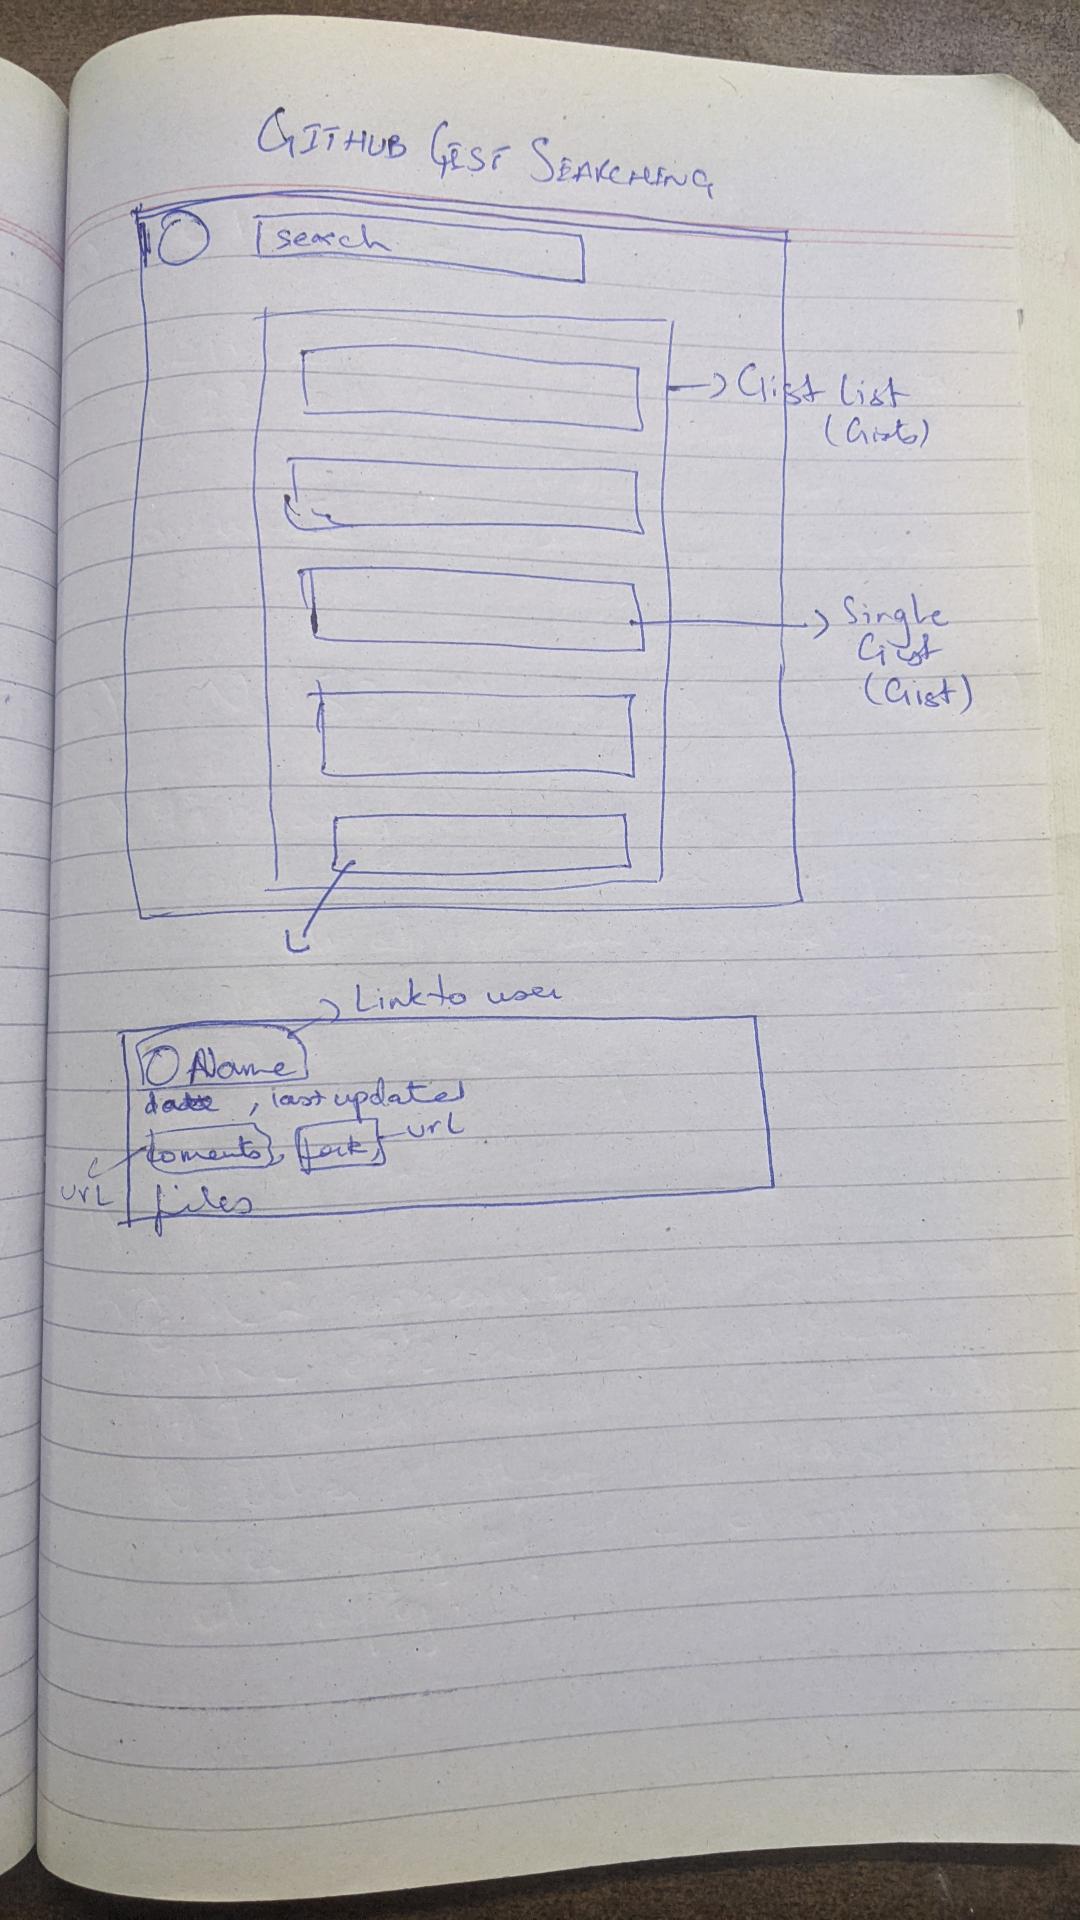 GITHUB GIST SEARCHING
search
→ Gist List
(Gists)
→ Single
Gist
(Gist)
→ Link to user
Name
date, last updated
Coments, fork, url
url
files